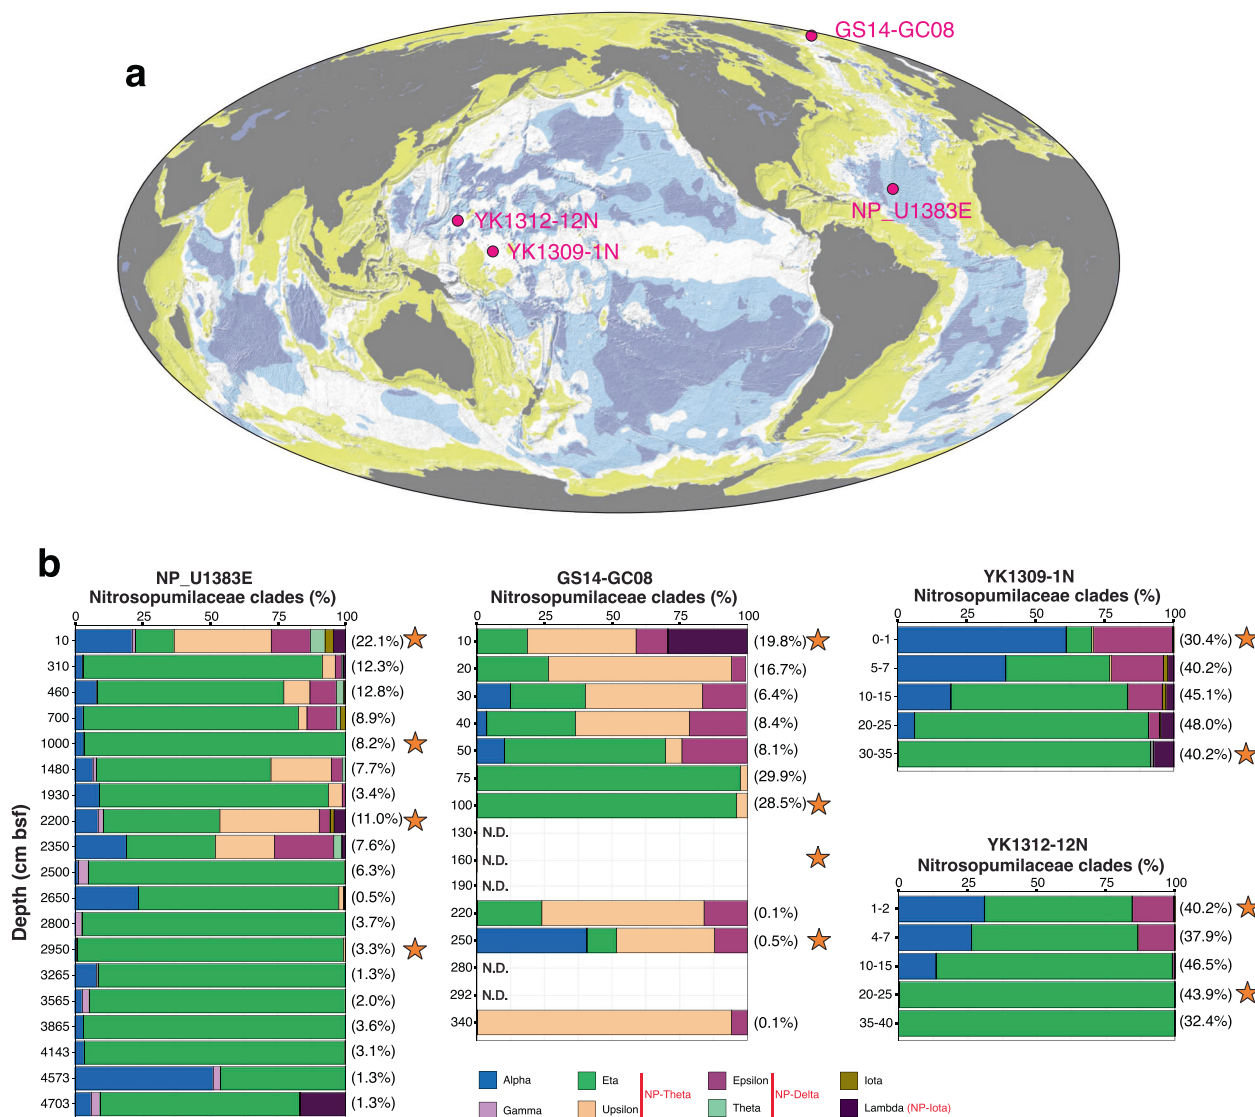 a
GS14-GC08
NP_U1383E
YK1312-12N
YK1309-1N
b
NP_U1383E
Nitrosopumilaceae clades (%)
0 25 50 75 100
Depth (cm bsf)
10 (22.1%)
310 (12.3%)
460 (12.8%)
700 (8.9%)
1000 (8.2%)
1480 (7.7%)
1930 (3.4%)
2200 (11.0%)
2350 (7.6%)
2500 (6.3%)
2650 (0.5%)
2800 (3.7%)
2950 (3.3%)
3265 (1.3%)
3565 (2.0%)
3865 (3.6%)
4143 (3.1%)
4573 (1.3%)
4703 (1.3%)
GS14-GC08
Nitrosopumilaceae clades (%)
0 25 50 75 100
10 (19.8%)
20 (16.7%)
30 (6.4%)
40 (8.4%)
50 (8.1%)
75 (29.9%)
100 (28.5%)
130 N.D.
160 N.D.
190 N.D.
220 (0.1%)
250 (0.5%)
280 N.D.
292 N.D.
340 (0.1%)
YK1309-1N
Nitrosopumilaceae clades (%)
0 25 50 75 100
0-1 (30.4%)
5-7 (40.2%)
10-15 (45.1%)
20-25 (48.0%)
30-35 (40.2%)
YK1312-12N
Nitrosopumilaceae clades (%)
0 25 50 75 100
1-2 (40.2%)
4-7 (37.9%)
10-15 (46.5%)
20-25 (43.9%)
35-40 (32.4%)
Alpha
Gamma
Eta
Upsilon
NP-Theta
Epsilon
Theta
NP-Delta
Iota
Lambda (NP-Iota)